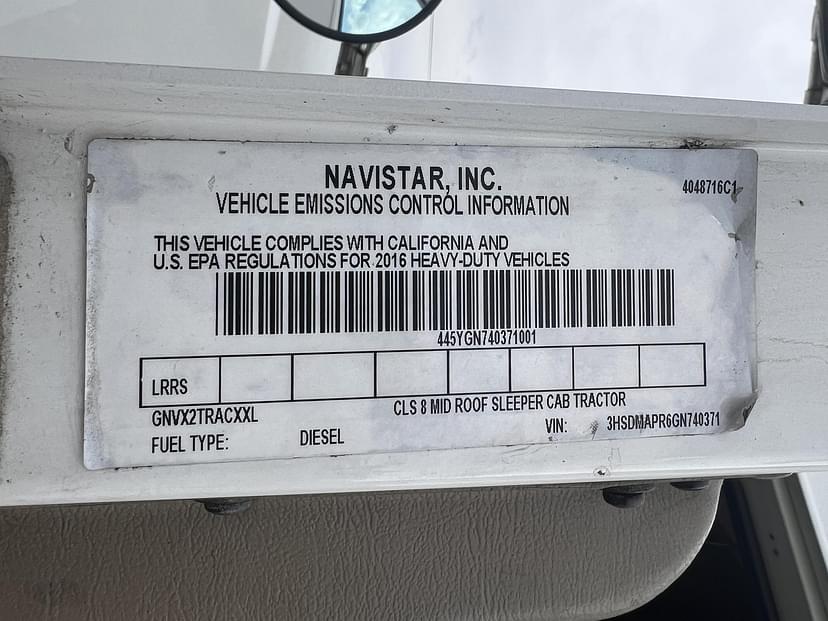 NAVISTAR, INC.
VEHICLE EMISSIONS CONTROL INFORMATION
4048716C1
THIS VEHICLE COMPLIES WITH CALIFORNIA AND
U.S. EPA REGULATIONS FOR 2016 HEAVY-DUTY VEHICLES
445YGN740371001
LRRS
GNVX2TRACXXL
CLS 8 MID ROOF SLEEPER CAB TRACTOR
FUEL TYPE: DIESEL
VIN: 3HSDMAPR6GN740371